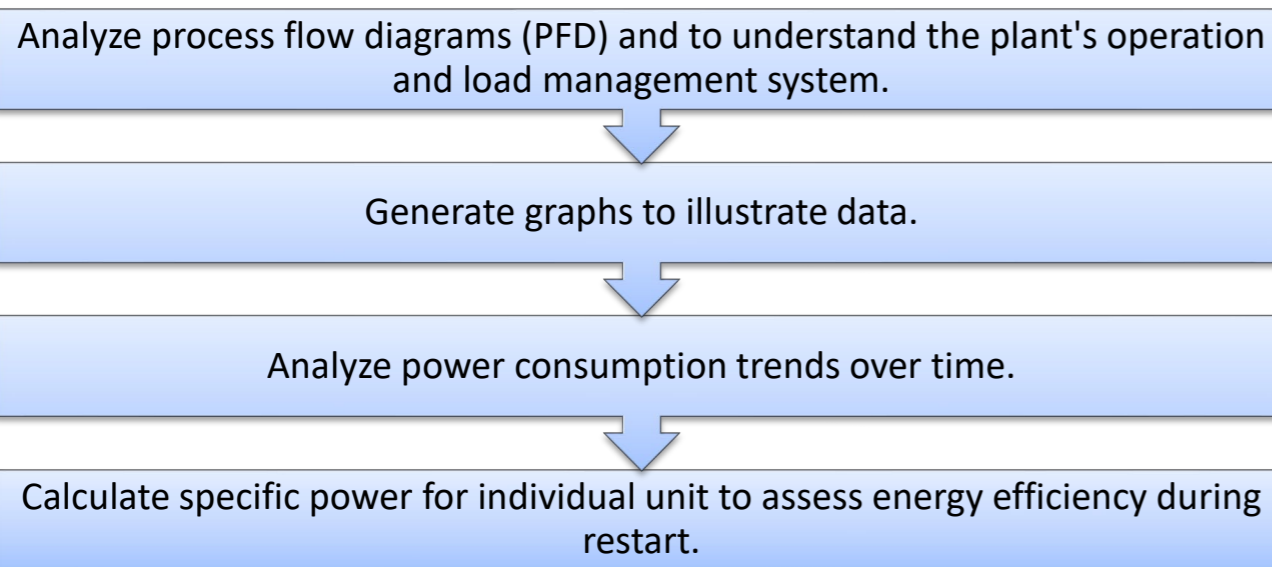 Analyze process flow diagrams (PFD) and to understand the plant's operation
and load management system.
Generate graphs to illustrate data.
Analyze power consumption trends over time.
Calculate specific power for individual unit to assess energy efficiency during
restart.